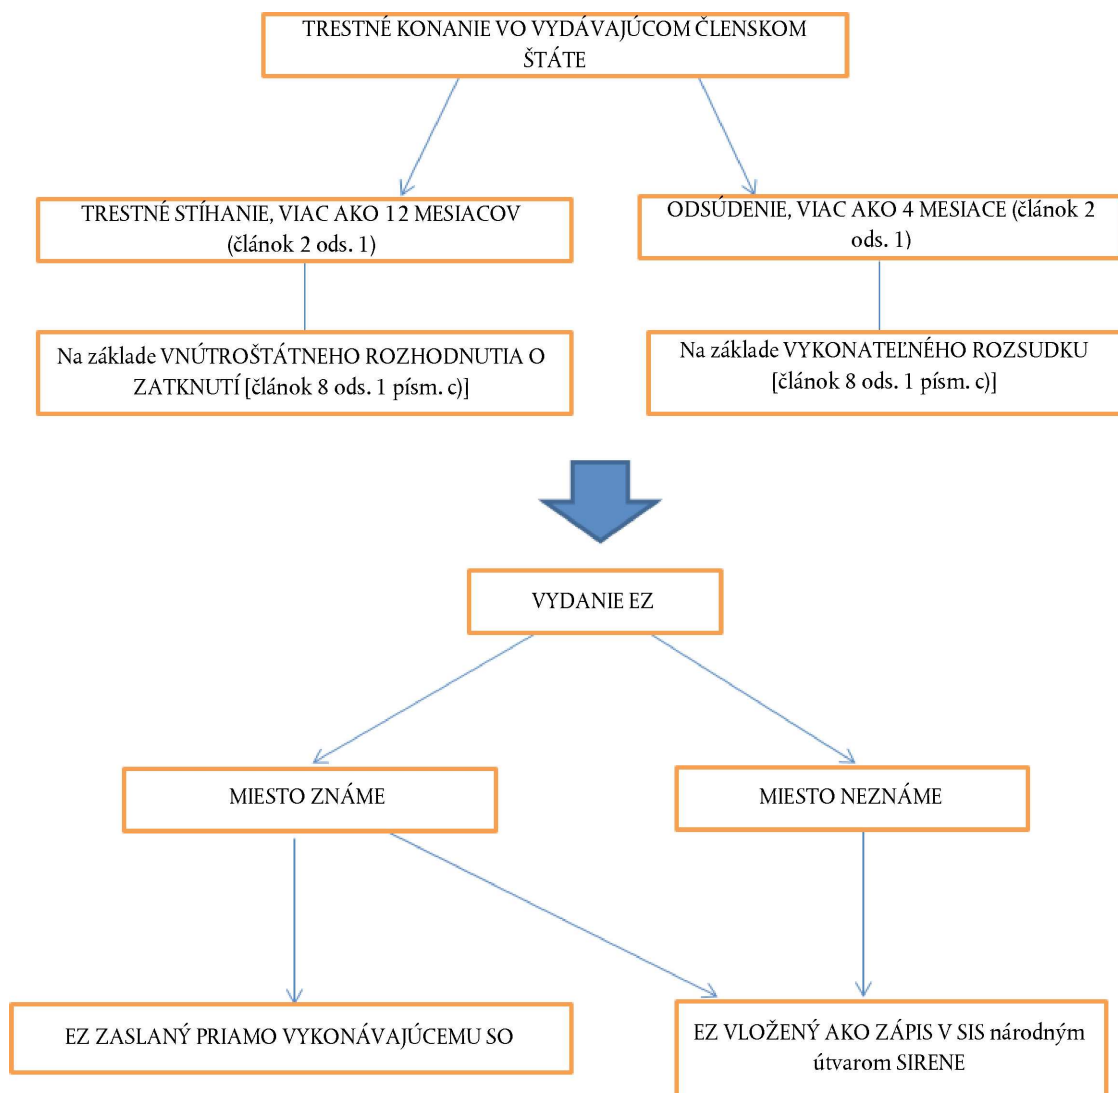 TRESTNÉ KONANIE VO VYDÁVAJÚCOM ČLENSKOM
ŠTÁTE
TRESTNÉ STÍHANIE, VIAC AKO 12 MESIACOV
(článok 2 ods. 1)
ODSÚDENIE, VIAC AKO 4 MESIACE (článok 2
ods. 1)
Na základe VNÚTROŠTÁTNEHO ROZHODNUTIA O
ZATKNUTÍ [článok 8 ods. 1 písm. c)]
Na základe VYKONATEĽNÉHO ROZSUDKU
[článok 8 ods. 1 písm. c)]
VYDANIE EZ
MIESTO ZNÁME
MIESTO NEZNÁME
EZ ZASLANÝ PRIAMO VYKONÁVAJÚCEMU SO
EZ VLOŽENÝ AKO ZÁPIS V SIS národným
útvarom SIRENE